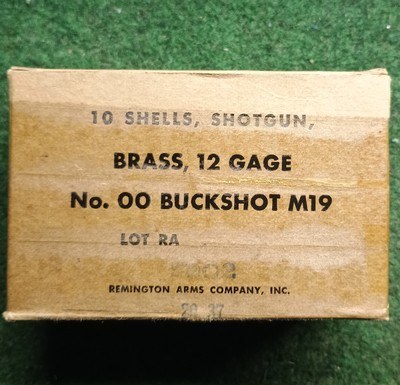 10 SHELLS, SHOTGUN,
BRASS, 12 GAGE
No. 00 BUCKSHOT M19
LOT RA
REMINGTON ARMS COMPANY, INC.